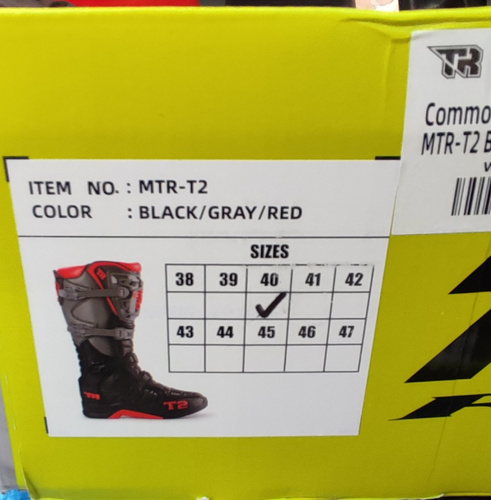 TR
Commo
MTR-T2 B
ITEM NO. : MTR-T2
COLOR : BLACK/GRAY/RED
SIZES
38 39 40 41 42
✓
43 44 45 46 47
TR T2